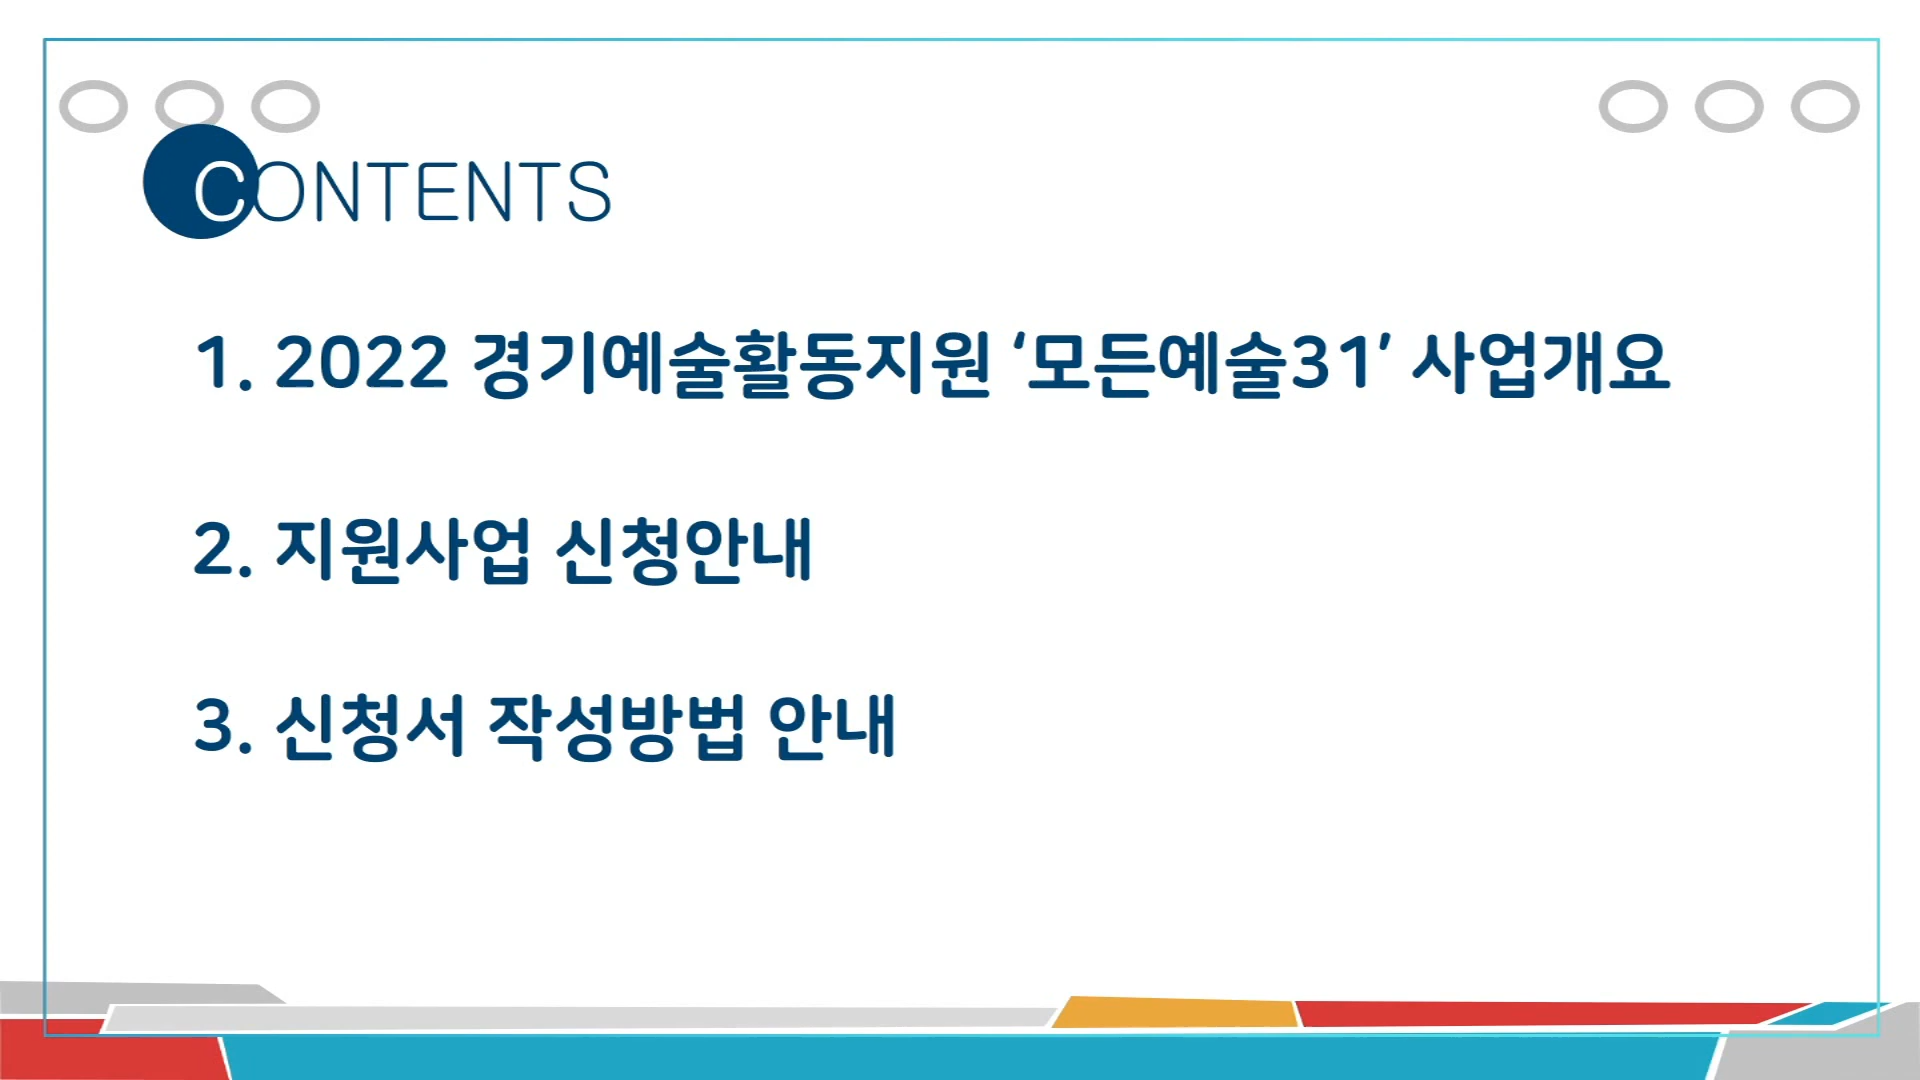 CONTENTS
1. 2022 경기예술활동지원 ‘모든예술31’ 사업개요
2. 지원사업 신청안내
3. 신청서 작성방법 안내